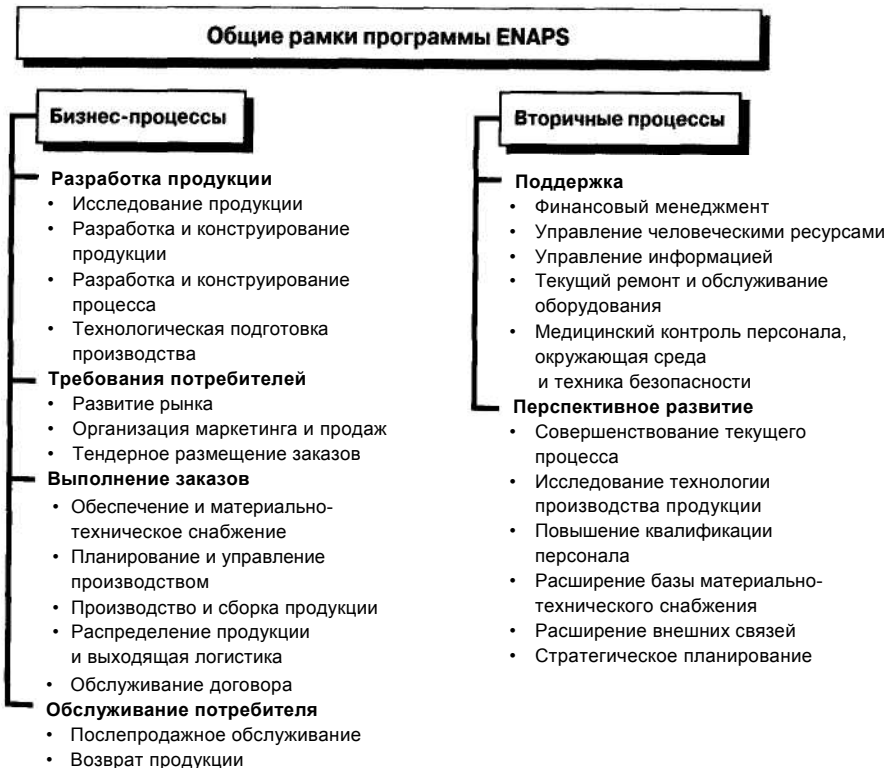 Общие рамки программы ENAPS
Бизнес-процессы
Разработка продукции
• Исследование продукции
• Разработка и конструирование
продукции
• Разработка и конструирование
процесса
• Технологическая подготовка
производства
Требования потребителей
• Развитие рынка
• Организация маркетинга и продаж
• Тендерное размещение заказов
Выполнение заказов
• Обеспечение и материально-
техническое снабжение
• Планирование и управление
производством
• Производство и сборка продукции
• Распределение продукции
и выходящая логистика
• Обслуживание договора
Обслуживание потребителя
• Послепродажное обслуживание
• Возврат продукции
Вторичные процессы
Поддержка
• Финансовый менеджмент
• Управление человеческими ресурсами
• Управление информацией
• Текущий ремонт и обслуживание
оборудования
• Медицинский контроль персонала,
окружающая среда
и техника безопасности
Перспективное развитие
• Совершенствование текущего
процесса
• Исследование технологии
производства продукции
• Повышение квалификации
персонала
• Расширение базы материально-
технического снабжения
• Расширение внешних связей
• Стратегическое планирование